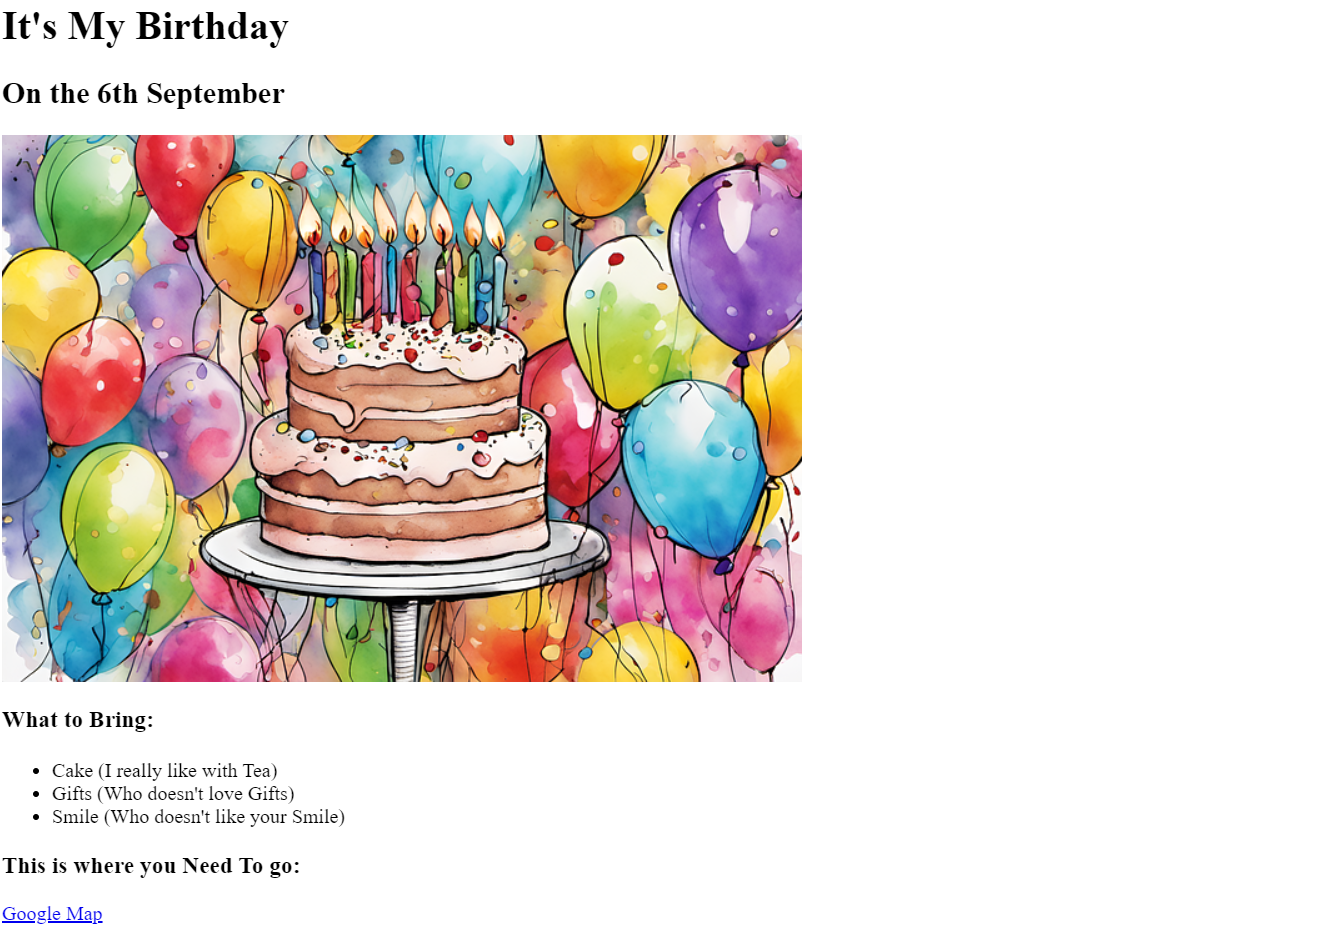 It's My Birthday
On the 6th September
What to Bring:
Cake (I really like with Tea)
Gifts (Who doesn't love Gifts)
Smile (Who doesn't like your Smile)
This is where you Need To go:
Google Map